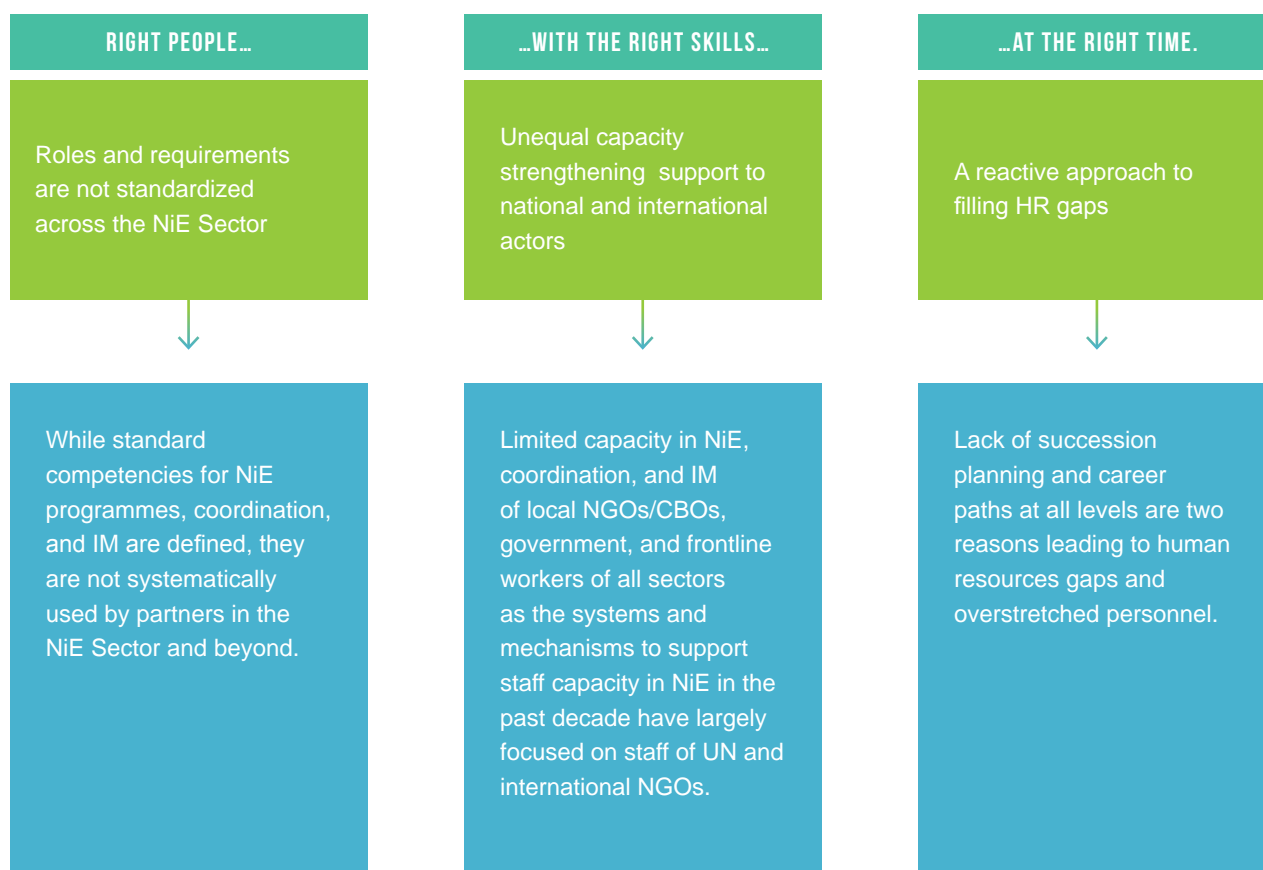 RIGHT PEOPLE…
Roles and requirements
are not standardized
across the NiE Sector
While standard
competencies for NiE
programmes, coordination,
and IM are defined, they
are not systematically
used by partners in the
NiE Sector and beyond.
…WITH THE RIGHT SKILLS…
Unequal capacity
strengthening support to
national and international
actors
Limited capacity in NiE,
coordination, and IM
of local NGOs/CBOs,
government, and frontline
workers of all sectors
as the systems and
mechanisms to support
staff capacity in NiE in the
past decade have largely
focused on staff of UN and
international NGOs.
…AT THE RIGHT TIME.
A reactive approach to
filling HR gaps
Lack of succession
planning and career
paths at all levels are two
reasons leading to human
resources gaps and
overstretched personnel.